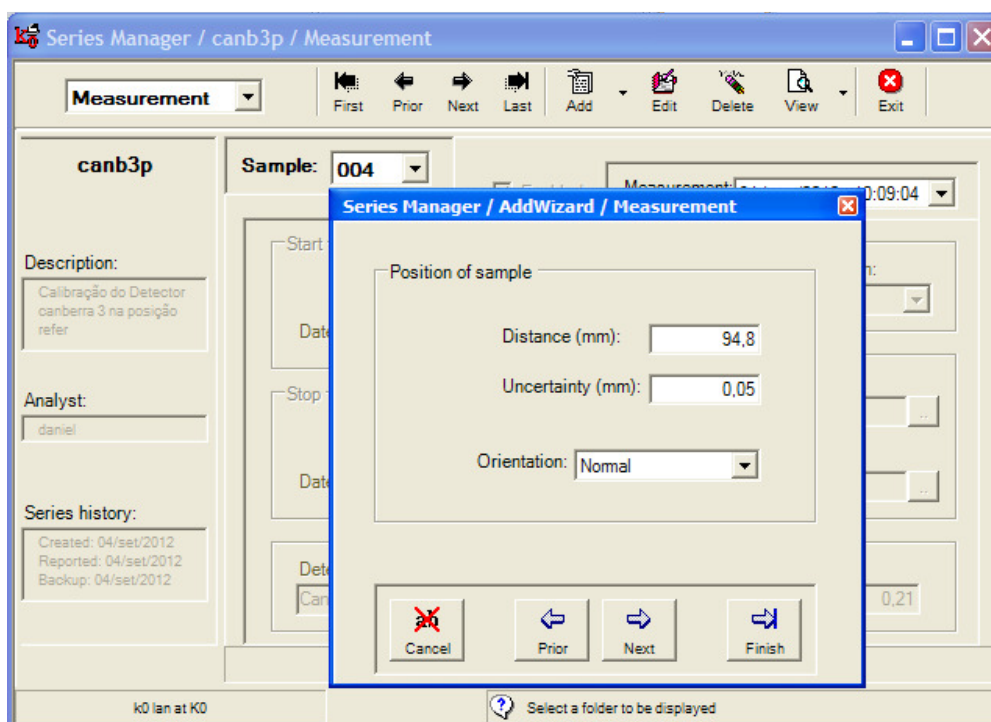 Series Manager / canb3p / Measurement
Measurement
First Prior Next Last Add Edit Delete View Exit
canb3p
Sample: 004
Measurement:
0:09:04
Description:
Calibração do Detector
canberra 3 na posição
refer
Analyst:
daniel
Series history:
Created: 04/set/2012
Reported: 04/set/2012
Backup: 04/set/2012
Start
Date
Stop
Date
0,21
Series Manager / AddWizard / Measurement
Position of sample
Distance (mm): 94,8
Uncertainty (mm): 0,05
Orientation: Normal
ab
Cancel Prior Next Finish
k0 lan at K0
Select a folder to be displayed